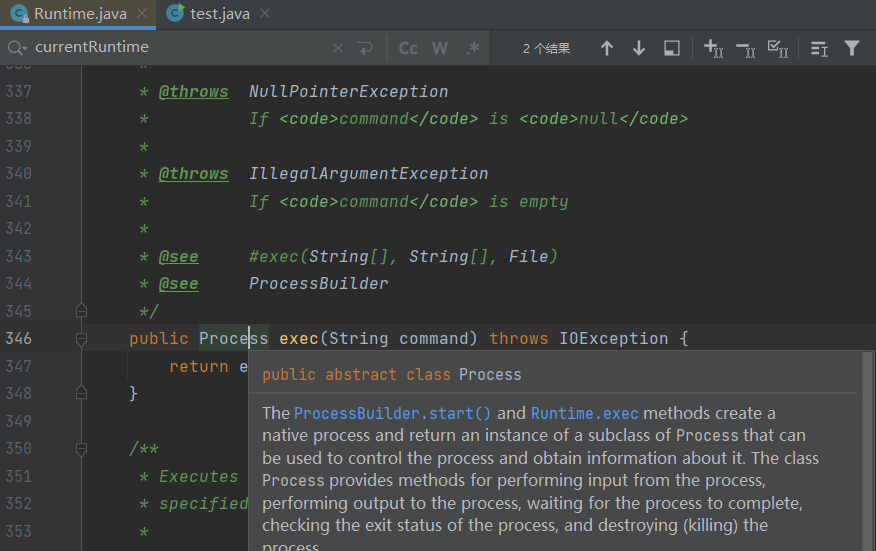 Runtime.java
test.java
currentRuntime
Cc W .*
2 个结果
337 * @throws NullPointerException
338 * If <code>command</code> is <code>null</code>
339 *
340 * @throws IllegalArgumentException
341 * If <code>command</code> is empty
342 *
343 * @see #exec(String[], String[], File)
344 * @see ProcessBuilder
345 */
346 public Process exec(String command) throws IOException {
347 return e
348 }
349
350 /**
351 * Executes
352 * specified
353 *
public abstract class Process
The ProcessBuilder.start() and Runtime.exec methods create a
native process and return an instance of a subclass of Process that can
be used to control the process and obtain information about it. The class
Process provides methods for performing input from the process,
performing output to the process, waiting for the process to complete,
checking the exit status of the process, and destroying (killing) the
process.